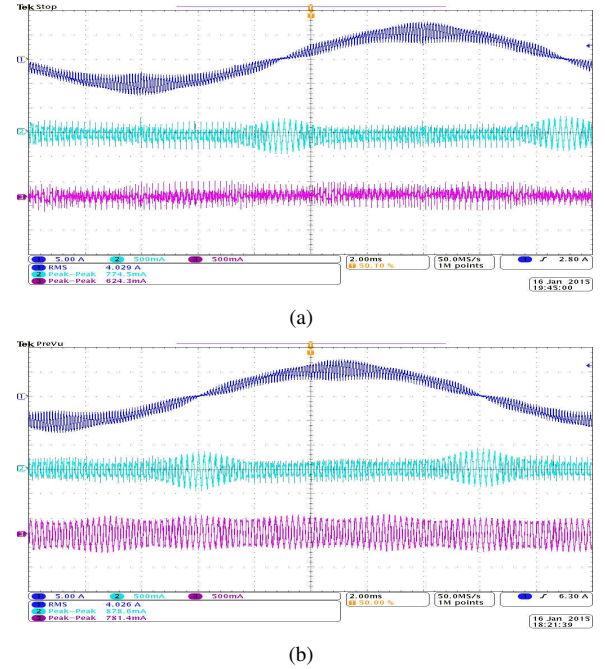 Tek Stop
1
2
3
1 5.00 A 2 500mA 3 500mA
1 RMS 4.029 A
2 Peak-Peak 774.5mA
3 Peak-Peak 624.3mA
2.00ms
T 50.10 %
50.0MS/s
1M points
1 2.80 A
16 Jan 2015
19:45:00
(a)
Tek PreVu
1
2
3
1 5.00 A 2 500mA 3 500mA
1 RMS 4.026 A
2 Peak-Peak 878.6mA
3 Peak-Peak 781.4mA
2.00ms
T 50.00 %
50.0MS/s
1M points
1 6.30 A
16 Jan 2015
18:21:39
(b)